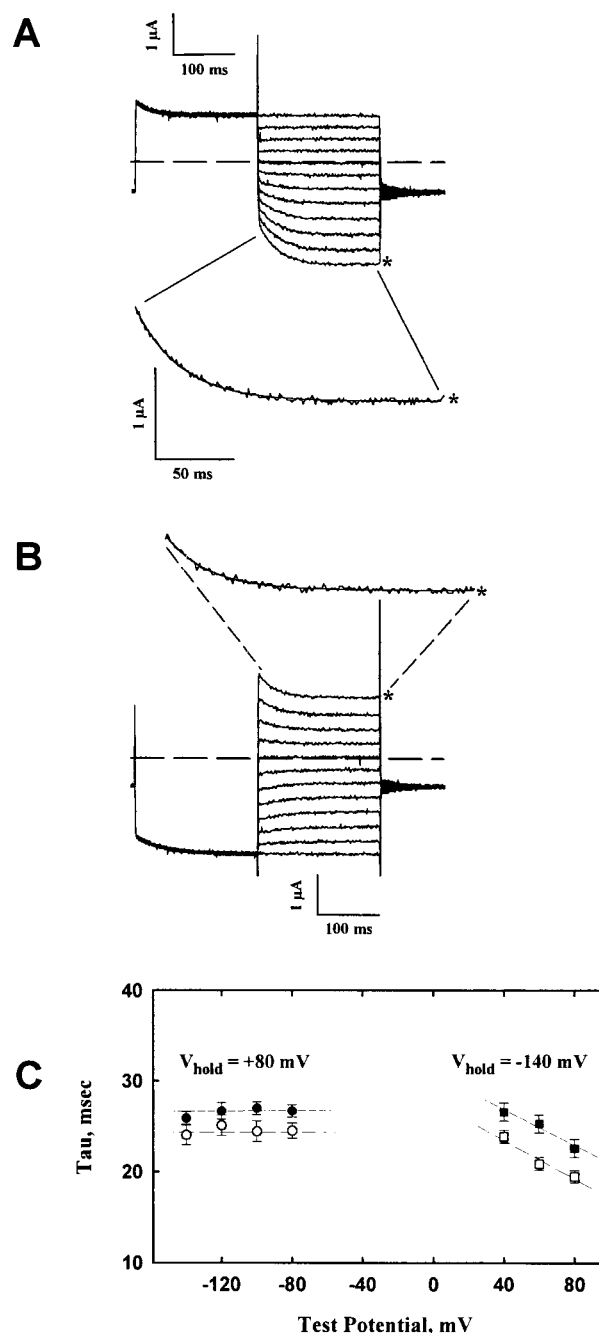 A
1 µA
100 ms
*
1 µA
50 ms
*
B
*
*
1 µA
100 ms
C
40
30
20
10
Tau, msec
V_hold = +80 mV
V_hold = -140 mV
-120
-80
-40
0
40
80
Test Potential, mV